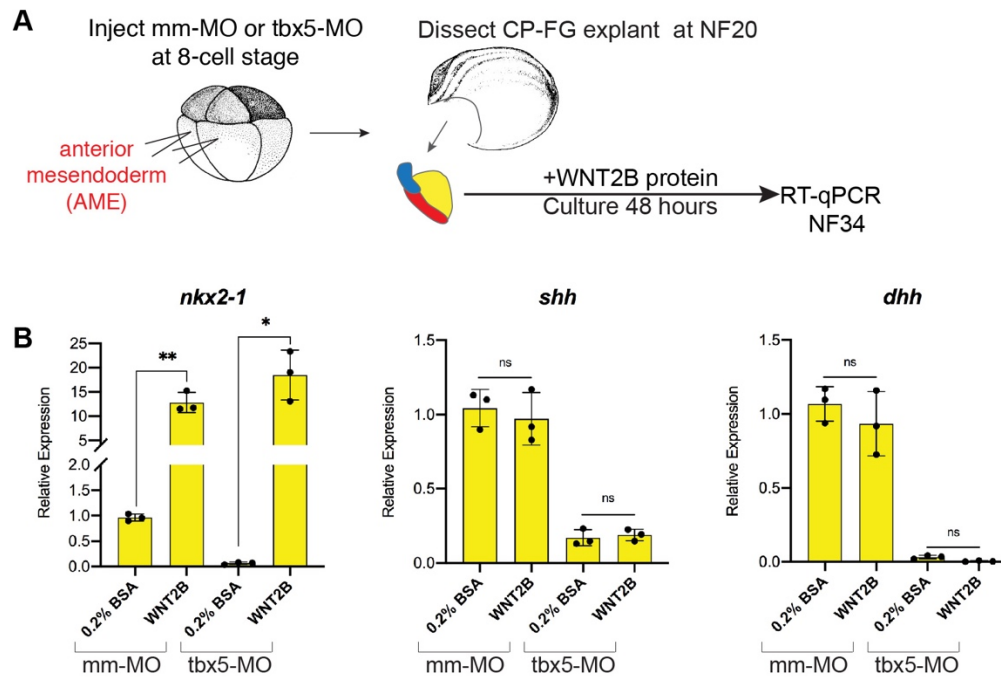 A
Inject mm-MO or tbx5-MO
at 8-cell stage
anterior
mesendoderm
(AME)
Dissect CP-FG explant at NF20
+WNT2B protein
Culture 48 hours
RT-qPCR
NF34
B
nkx2-1
Relative Expression
25
20
15
10
5
2.0
1.5
1.0
0.5
0.0
**
*
0.2% BSA
WNT2B
0.2% BSA
WNT2B
mm-MO
tbx5-MO
shh
Relative Expression
1.5
1.0
0.5
0.0
ns
ns
0.2% BSA
WNT2B
0.2% BSA
WNT2B
mm-MO
tbx5-MO
dhh
Relative Expression
1.5
1.0
0.5
0.0
ns
ns
0.2% BSA
WNT2B
0.2% BSA
WNT2B
mm-MO
tbx5-MO